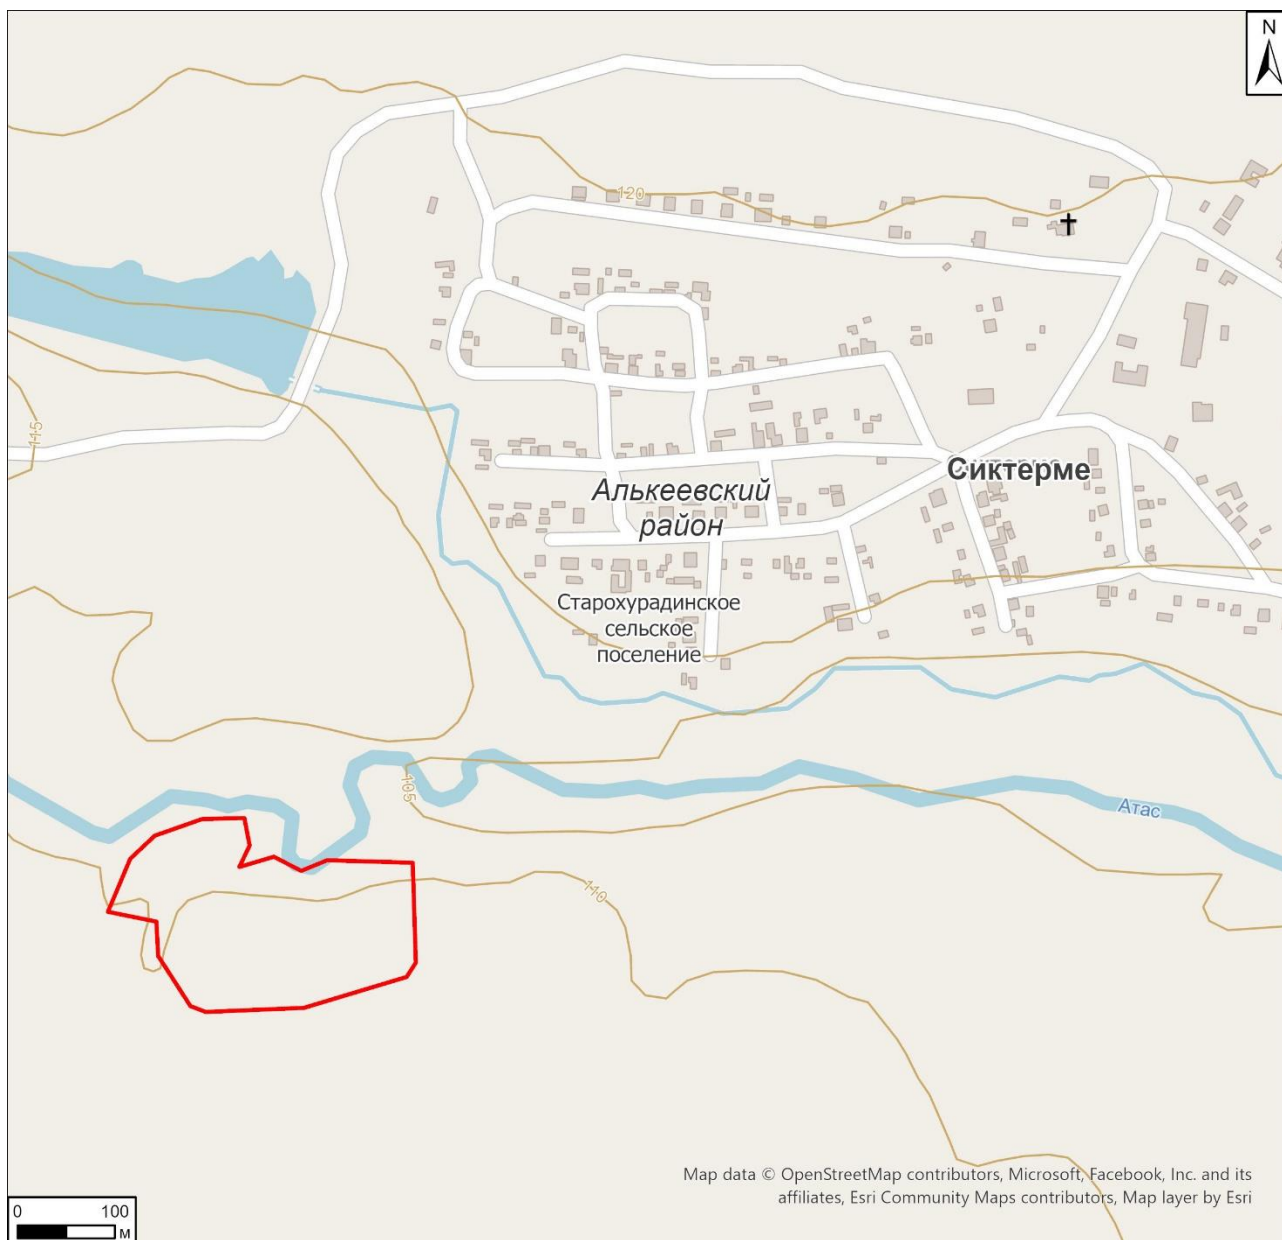 N
120
115
Сиктерме
Алькеевский
район
Старохурадинское
сельское
поселение
105
Атас
110
Map data © OpenStreetMap contributors, Microsoft, Facebook, Inc. and its
affiliates, Esri Community Maps contributors, Map layer by Esri
0 100
м